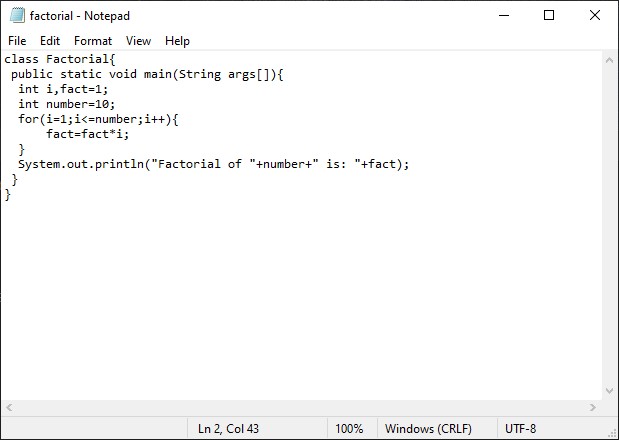 factorial - Notepad
File Edit Format View Help
class Factorial{
 public static void main(String args[]){
  int i,fact=1;
  int number=10;
  for(i=1;i<=number;i++){
      fact=fact*i;
  }
  System.out.println("Factorial of "+number+" is: "+fact);
 }
}
Ln 2, Col 43 100% Windows (CRLF) UTF-8